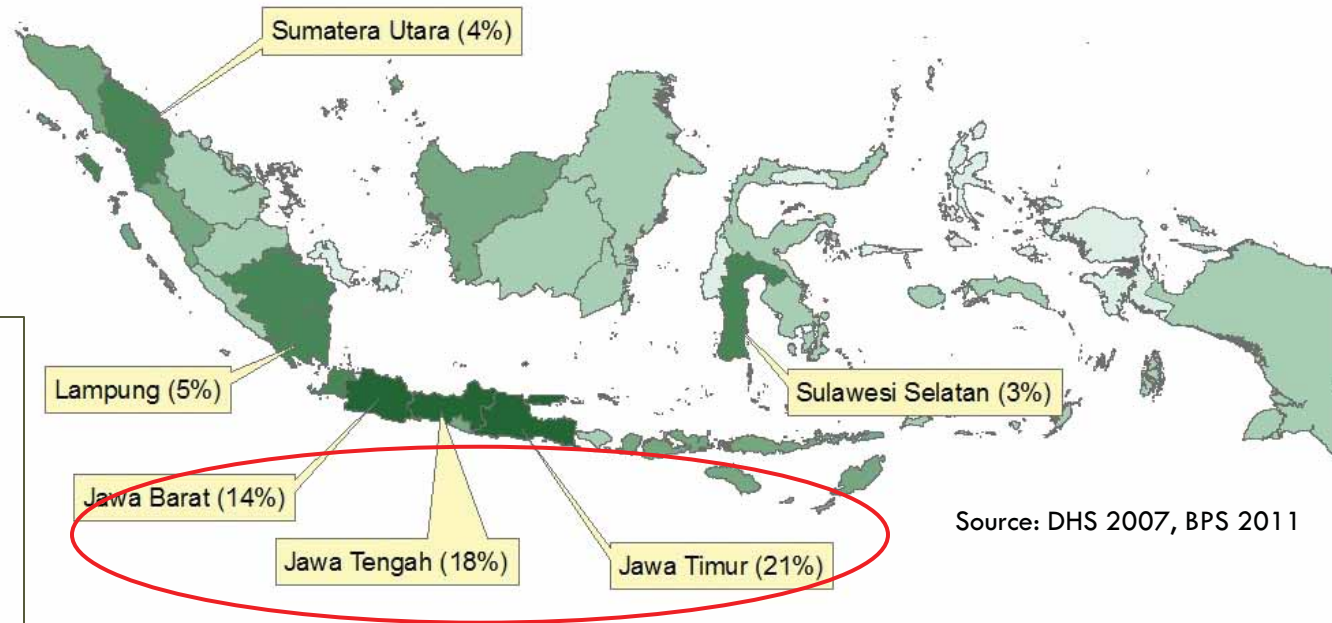 Sumatera Utara (4%)
Lampung (5%)
Sulawesi Selatan (3%)
Jawa Barat (14%)
Jawa Tengah (18%)
Jawa Timur (21%)
Source: DHS 2007, BPS 2011